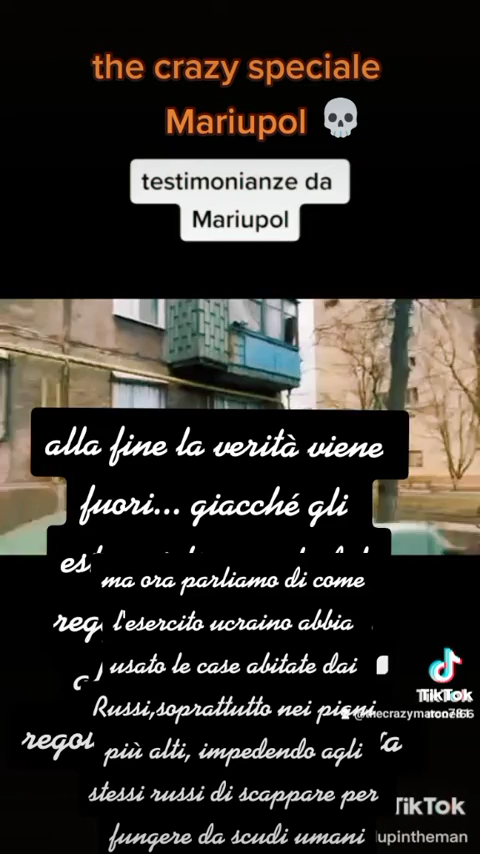 the crazy speciale
Mariupol
testimonianze da
Mariupol
alla fine la verità viene
fuori... giacché gli
ma ora parliamo di come
l'esercito ucraino abbia
usato le case abitate dai
Russi,soprattutto nei piani
più alti, impedendo agli
stessi russi di scappare per
fungere da scudi umani
TikTok
TikTok
lupintheman